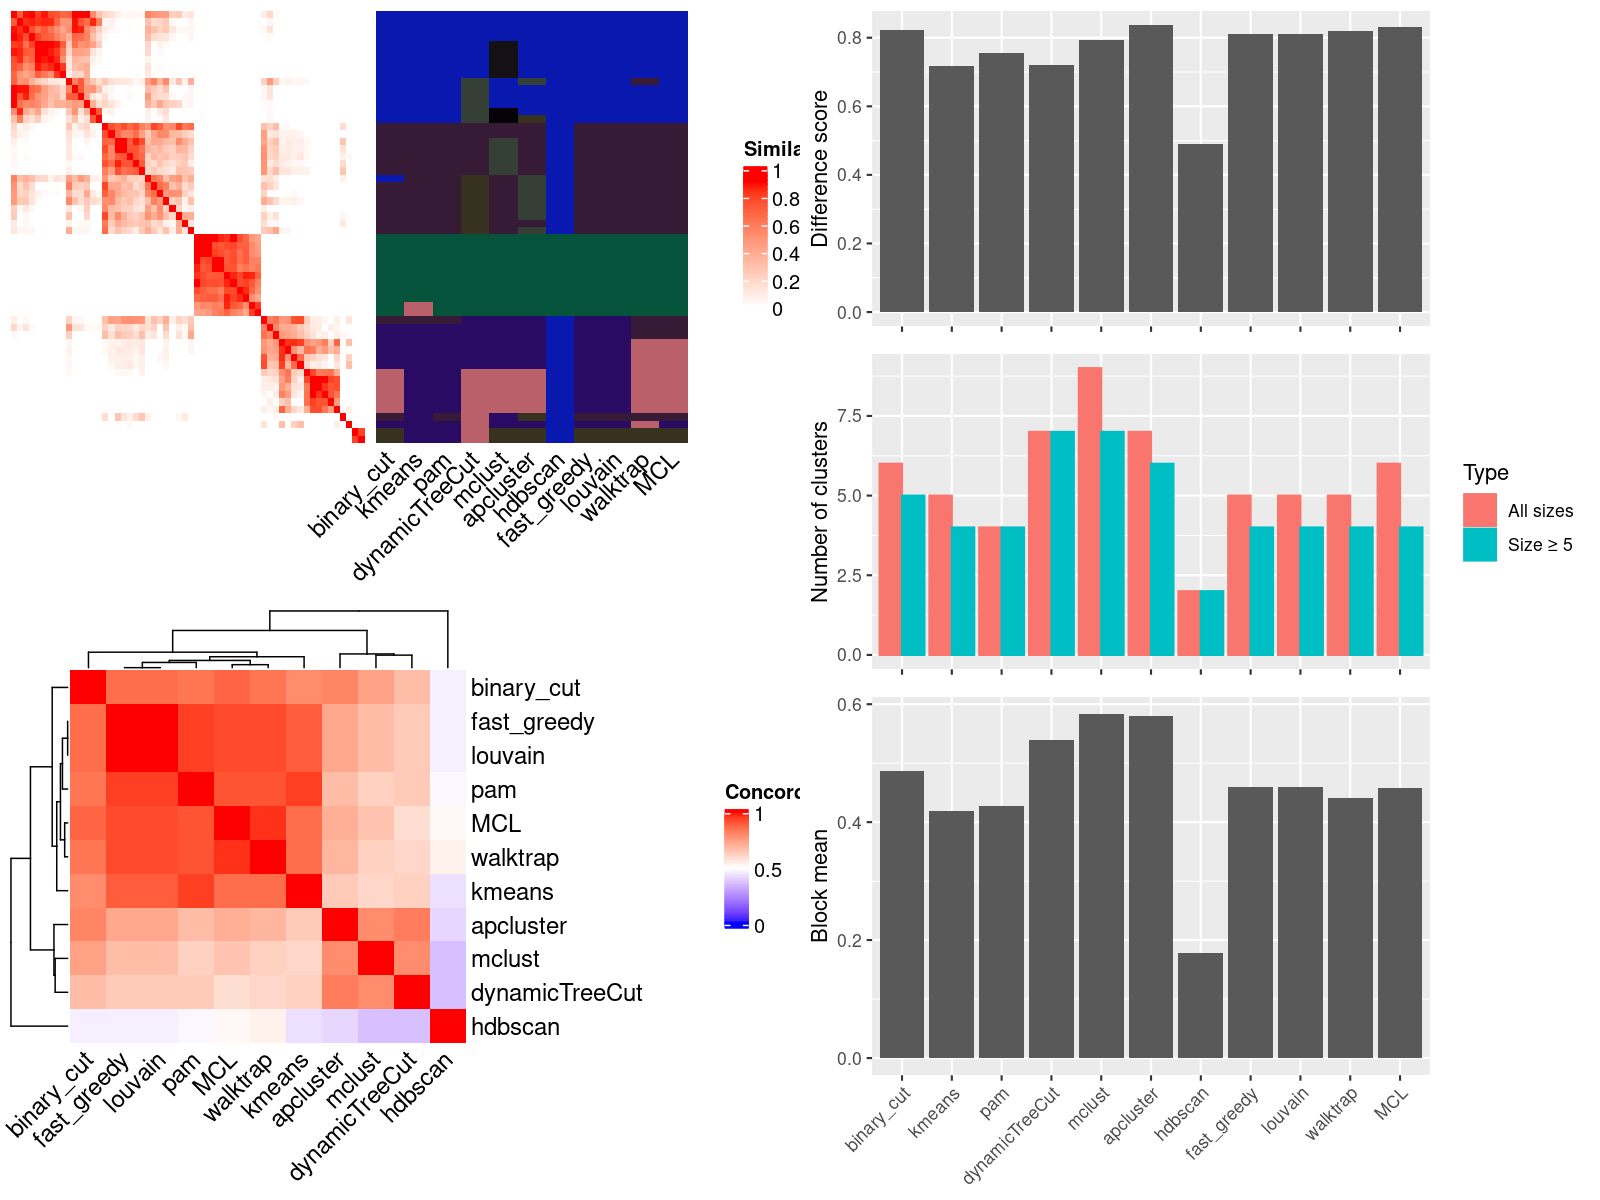 Simila
1
0.8
0.6
0.4
0.2
0
binary_cut
kmeans
pam
dynamicTreeCut
mclust
apcluster
hdbscan
fast_greedy
louvain
walktrap
MCL
binary_cut
fast_greedy
louvain
pam
MCL
walktrap
kmeans
apcluster
mclust
dynamicTreeCut
hdbscan
binary_cut
fast_greedy
louvain
pam
MCL
walktrap
kmeans
apcluster
mclust
dynamicTreeCut
hdbscan
Concord
1
0.5
0
Difference score
0.8
0.6
0.4
0.2
0.0
Number of clusters
7.5
5.0
2.5
0.0
Type
All sizes
Size ≥ 5
Block mean
0.6
0.4
0.2
0.0
binary_cut
kmeans
pam
dynamicTreeCut
mclust
apcluster
hdbscan
fast_greedy
louvain
walktrap
MCL